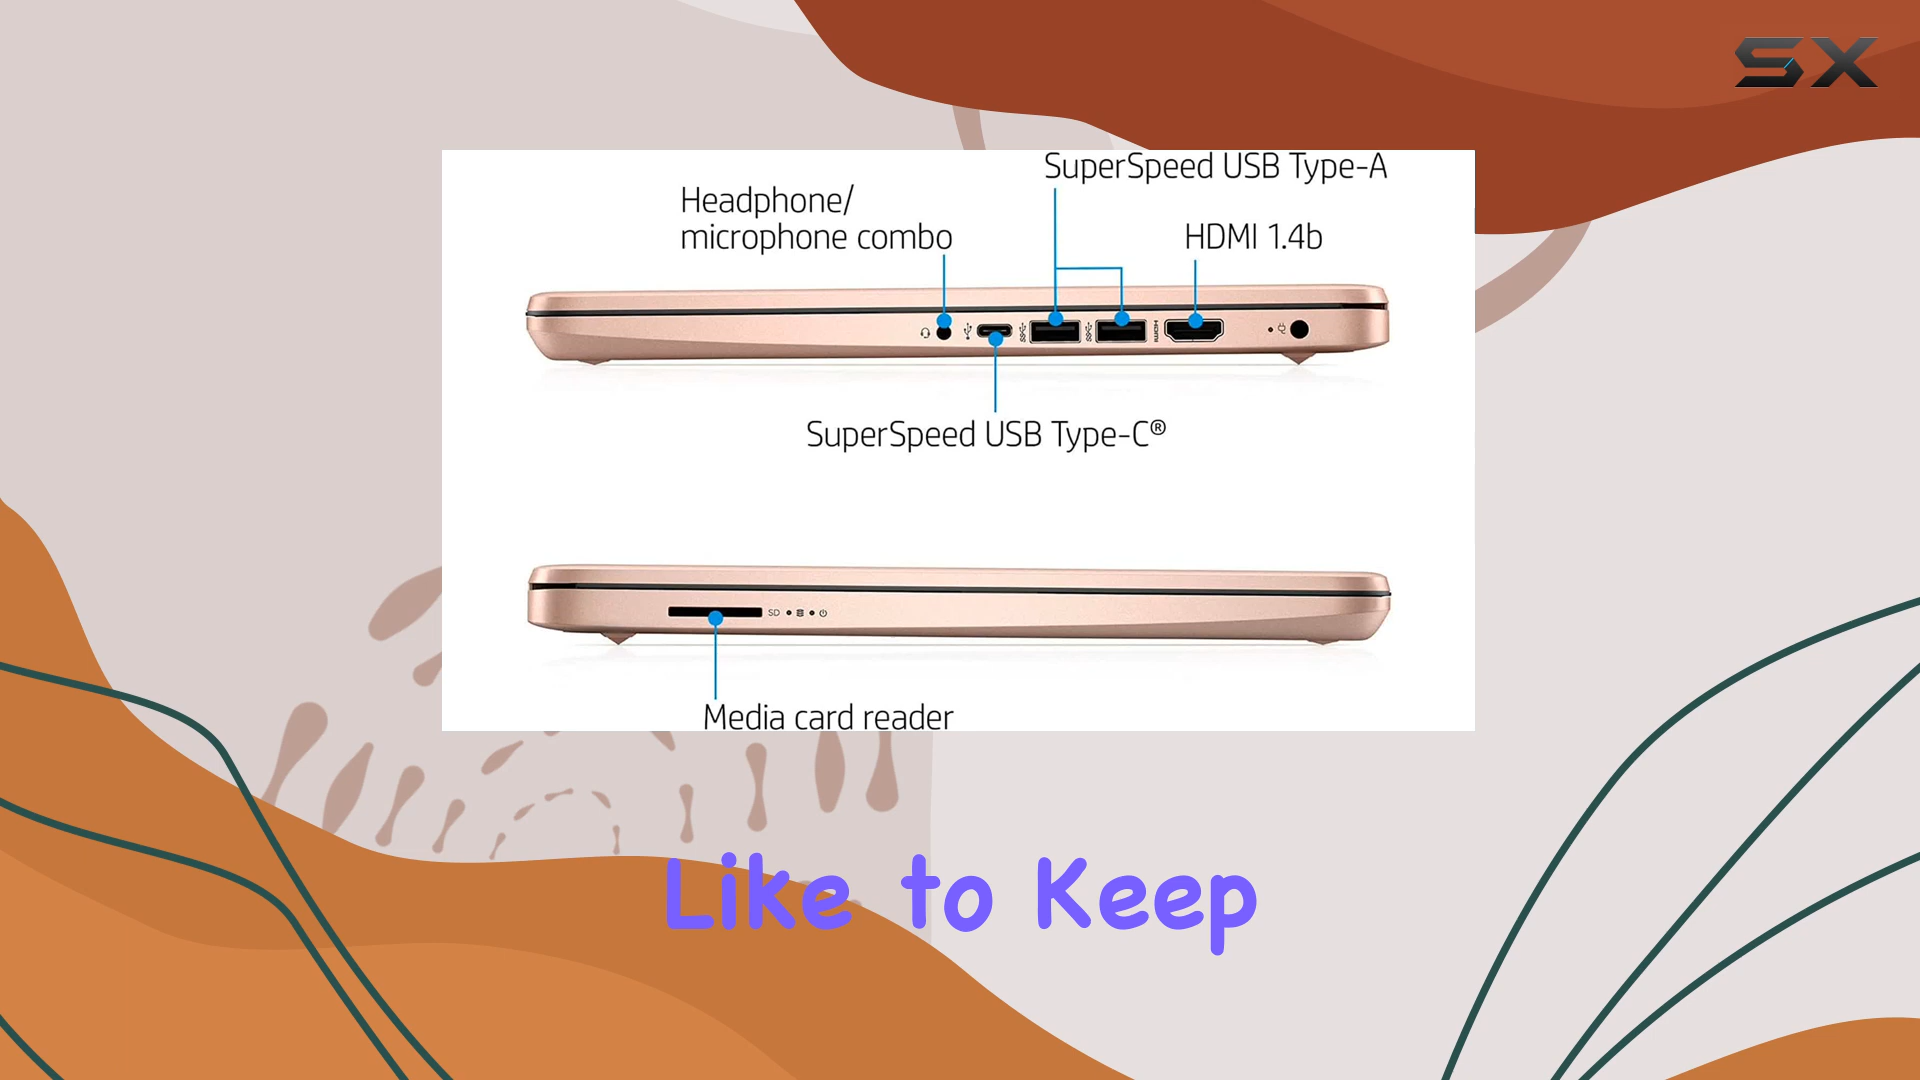 SX
SuperSpeed USB Type-A
Headphone/
microphone combo
HDMI 1.4b
SuperSpeed USB Type-C®
SD
Media card reader
Like to Keep